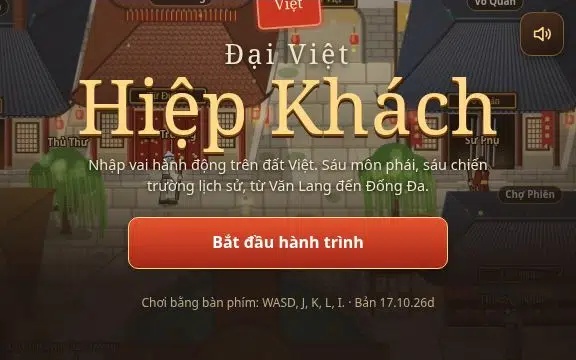 Việt
Võ Quán
Đại Việt
Hiệp Khách
Thủ Thư
Sư Phụ
Nhập vai hành động trên đất Việt. Sáu môn phái, sáu chiến
trường lịch sử, từ Văn Lang đến Đống Đa.
Chợ Phiên
Bắt đầu hành trình
Chơi bằng bàn phím: WASD, J, K, L, I. · Bản 17.10.26d